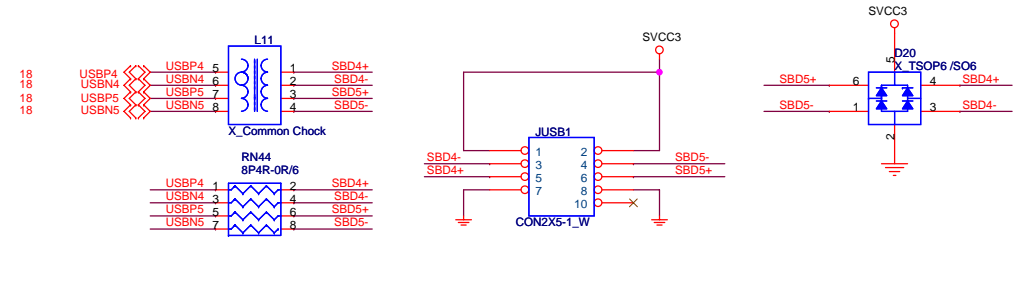 L11
18 USBP4 USBP4 5 1 SBD4+
18 USBN4 USBN4 6 2 SBD4-
18 USBP5 USBP5 7 3 SBD5+
18 USBN5 USBN5 8 4 SBD5-
X_Common Chock
RN44
8P4R-0R/6
USBP4 1 2 SBD4+
USBN4 3 4 SBD4-
USBP5 5 6 SBD5+
USBN5 7 8 SBD5-
SVCC3
JUSB1
1 2
SBD4- 3 4 SBD5-
SBD4+ 5 6 SBD5+
7 8
10
CON2X5-1_W
SVCC3
D20
X_TSOP6 /SO6
5
SBD5+ 6 4 SBD4+
SBD5- 1 3 SBD4-
2